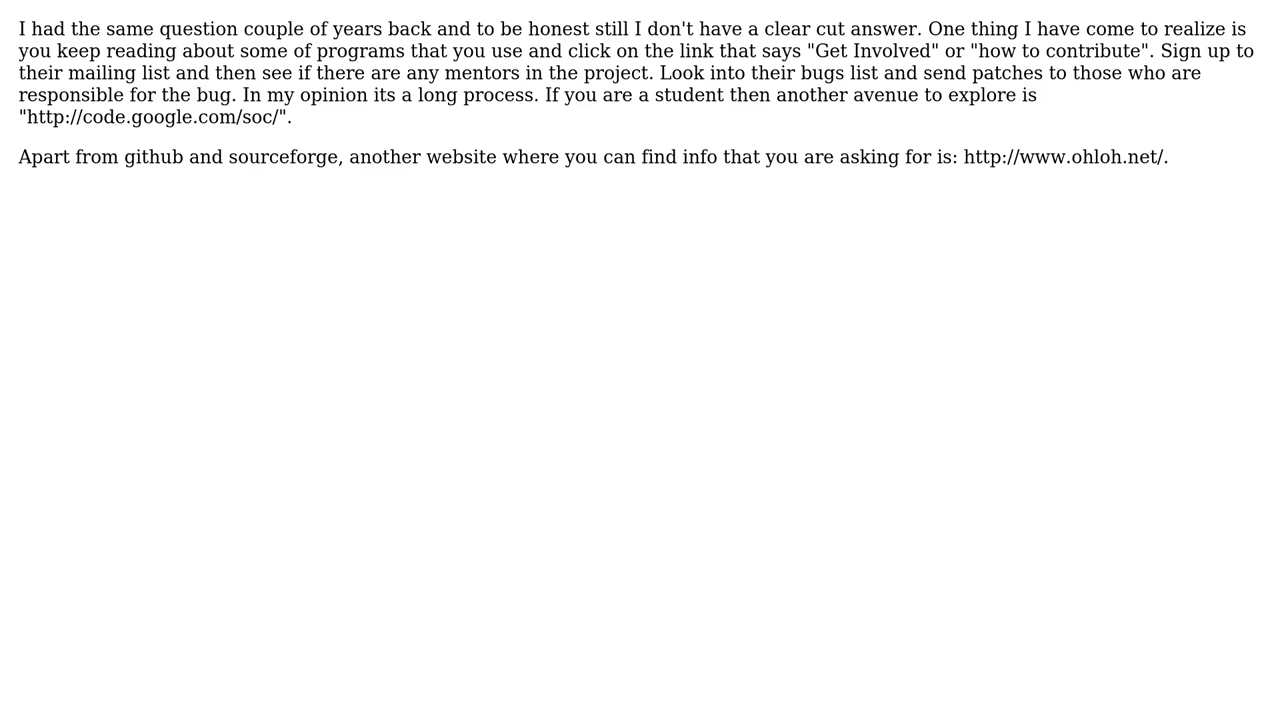 I had the same question couple of years back and to be honest still I don't have a clear cut answer. One thing I have come to realize is
you keep reading about some of programs that you use and click on the link that says "Get Involved" or "how to contribute". Sign up to
their mailing list and then see if there are any mentors in the project. Look into their bugs list and send patches to those who are
responsible for the bug. In my opinion its a long process. If you are a student then another avenue to explore is
"http://code.google.com/soc/".
Apart from github and sourceforge, another website where you can find info that you are asking for is: http://www.ohloh.net/.